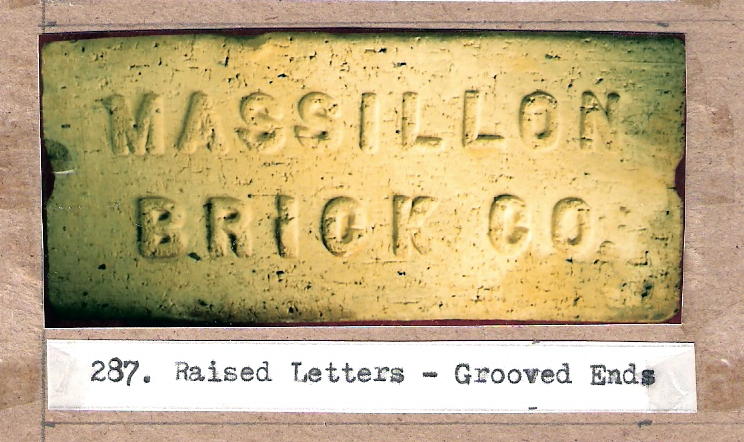 MASSILLON
BRICK CO.
287. Raised Letters - Grooved Ends